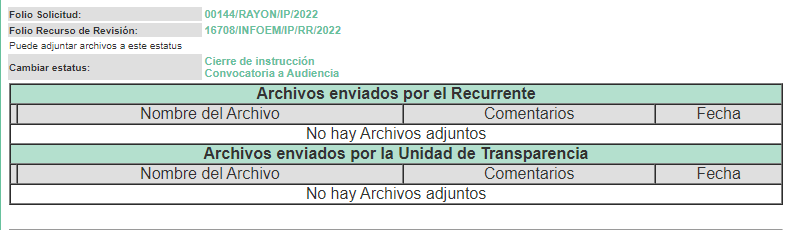 Folio Solicitud: 00144/RAYON/IP/2022
Folio Recurso de Revisión: 16708/INFOEM/IP/RR/2022
Puede adjuntar archivos a este estatus
Cambiar estatus: Cierre de instrucción
Convocatoria a Audiencia
Archivos enviados por el Recurrente
Nombre del Archivo Comentarios Fecha
No hay Archivos adjuntos
Archivos enviados por la Unidad de Transparencia
Nombre del Archivo Comentarios Fecha
No hay Archivos adjuntos